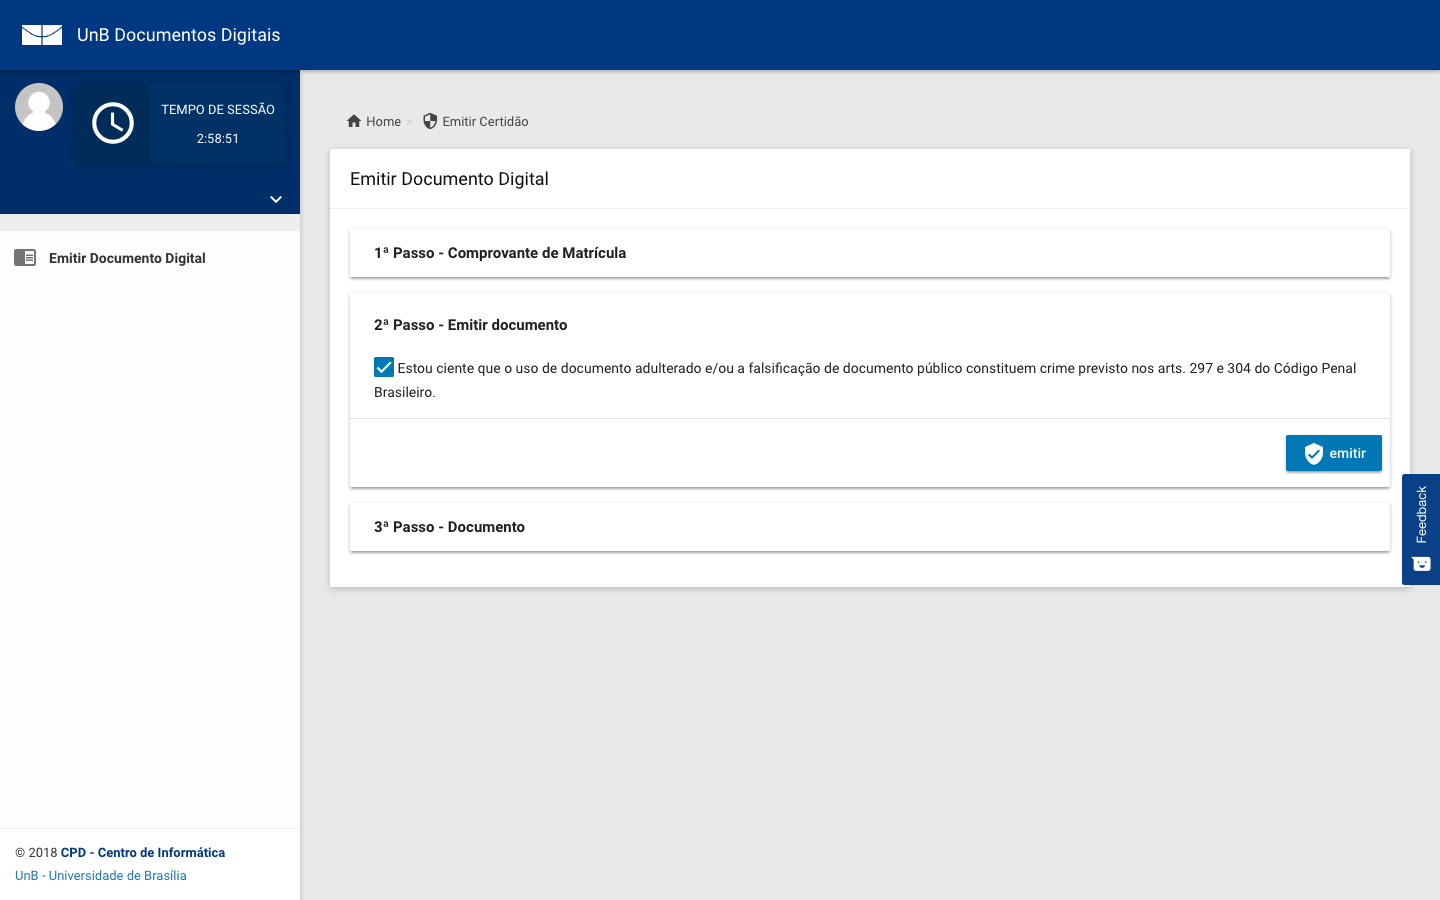 UnB Documentos Digitais
TEMPO DE SESSÃO
2:58:51
Home > Emitir Certidão
Emitir Documento Digital
Emitir Documento Digital
1ª Passo - Comprovante de Matrícula
2ª Passo - Emitir documento
Estou ciente que o uso de documento adulterado e/ou a falsificação de documento público constituem crime previsto nos arts. 297 e 304 do Código Penal
Brasileiro.
emitir
Feedback
3ª Passo - Documento
© 2018 CPD - Centro de Informática
UnB - Universidade de Brasília